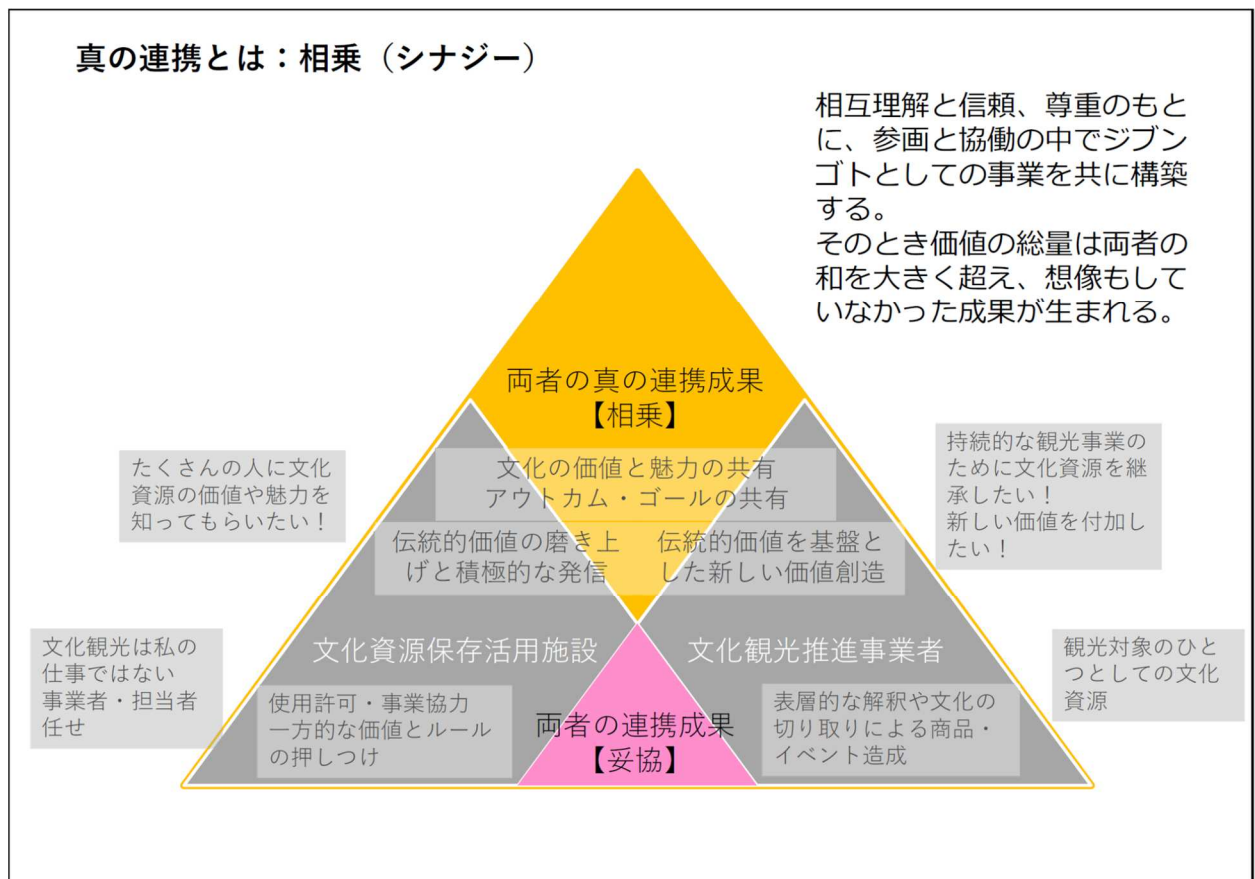 真の連携とは：相乗（シナジー）
相互理解と信頼、尊重のもと
に、参画と協働の中でジブン
ゴトとしての事業を共に構築
する。
そのとき価値の総量は両者の
和を大きく超え、想像もして
いなかった成果が生まれる。
両者の真の連携成果
【相乗】
文化の価値と魅力の共有
アウトカム・ゴールの共有
たくさんの人に文化
資源の価値や魅力を
知ってもらいたい！
持続的な観光事業の
ために文化資源を継
承したい！
新しい価値を付加し
たい！
伝統的価値の磨き上
げと積極的な発信
伝統的価値を基盤と
した新しい価値創造
文化資源保存活用施設
文化観光推進事業者
文化観光は私の
仕事ではない
事業者・担当者
任せ
使用許可・事業協力
一方的な価値とルール
の押しつけ
両者の連携成果
【妥協】
表層的な解釈や文化の
切り取りによる商品・
イベント造成
観光対象のひと
つとしての文化
資源